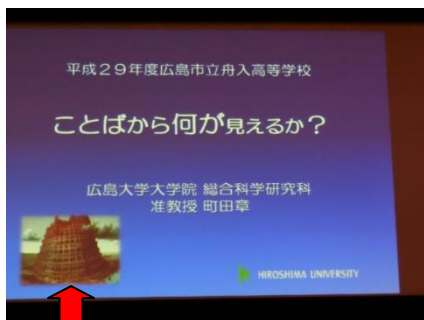 平成29年度広島市立舟入高等学校
ことばから何が見えるか？
広島大学大学院 総合科学研究科
准教授 町田章
HIROSHIMA UNIVERSITY